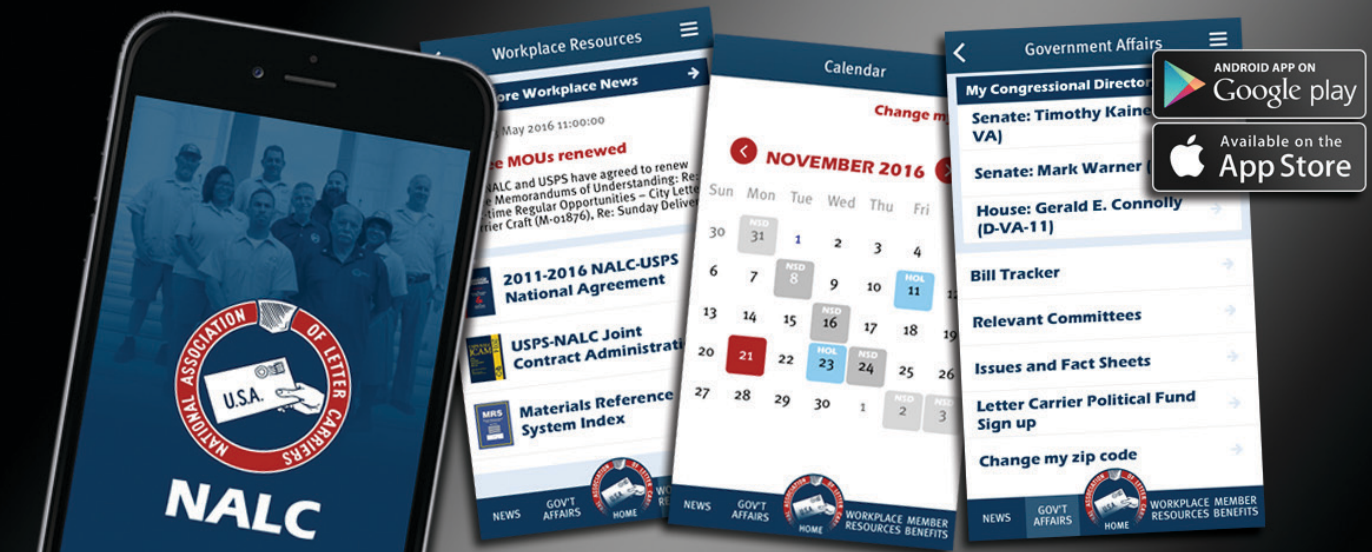 NATIONAL ASSOCIATION OF LETTER CARRIERS
U.S.A.
NALC
Workplace Resources
ore Workplace News
May 2016 11:00:00
MOUs renewed
NALC and USPS have agreed to renew
Memorandums of Understanding: Re:
-time Regular Opportunities – City Lette
rrier Craft (M-01876), Re: Sunday Deliver
2011-2016 NALC-USPS
National Agreement
JCAM
USPS-NALC Joint
Contract Administrati
MRS
Materials Reference
System Index
NEWS
GOV'T
AFFAIRS
U.S.A.
HOME
Calendar
Change m
NOVEMBER 2016
Sun Mon Tue Wed Thu Fri
NSD
30 31 1 2 3 4
NSD HOL
6 7 8 9 10 11 12
NSD
13 14 15 16 17 18 19
HOL NSD
20 21 22 23 24 25 26
27 28 29 30 1 2 3
NSD NSD
NEWS
GOV'T
AFFAIRS
U.S.A.
HOME
WORKPLACE
RESOURCES
MEMBER
BENEFITS
Government Affairs
My Congressional Director
Senate: Timothy Kaine
VA)
Senate: Mark Warner (
House: Gerald E. Connolly
(D-VA-11)
Bill Tracker
Relevant Committees
Issues and Fact Sheets
Letter Carrier Political Fund
Sign up
Change my zip code
NEWS
GOV'T
AFFAIRS
U.S.A.
HOME
WORKPLACE
RESOURCES
MEMBER
BENEFITS
ANDROID APP ON
Google play
Available on the
App Store